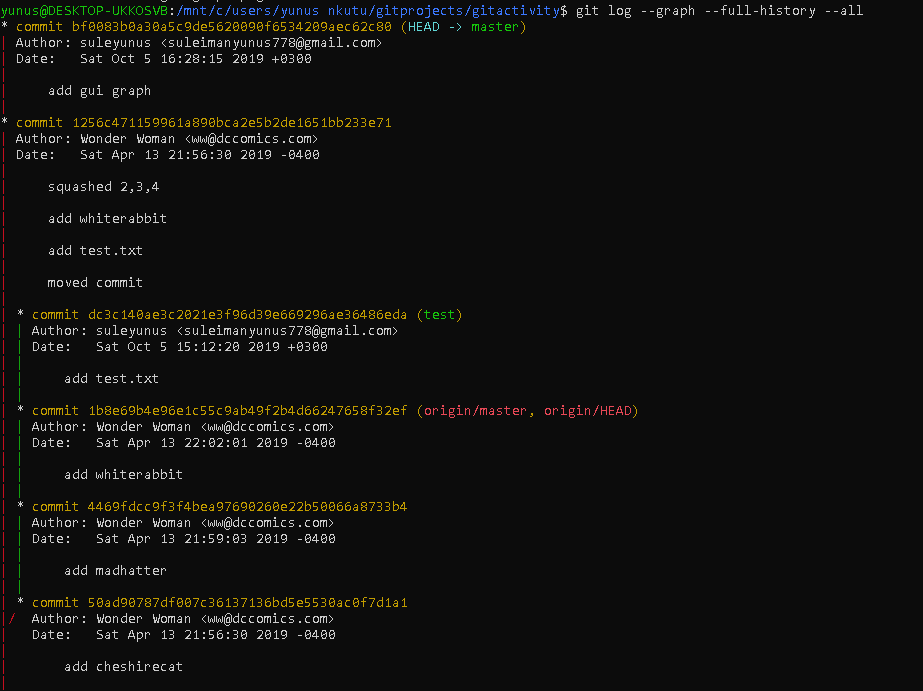 yunus@DESKTOP-UKKOSVB:/mnt/c/users/yunus nkutu/gitprojects/gitactivity$ git log --graph --full-history --all
* commit bf0083b0a30a5c9de5620090f6534209aec62c80 (HEAD -> master)
| Author: suleyunus <suleimanyunus778@gmail.com>
| Date:   Sat Oct 5 16:28:15 2019 +0300
|
|     add gui graph
|
* commit 1256c471159961a890bca2e5b2de1651bb233e71
| Author: Wonder Woman <ww@dccomics.com>
| Date:   Sat Apr 13 21:56:30 2019 -0400
|
|     squashed 2,3,4
|
|     add whiterabbit
|
|     add test.txt
|
|     moved commit
|
| * commit dc3c140ae3c2021e3f96d39e669296ae36486eda (test)
| | Author: suleyunus <suleimanyunus778@gmail.com>
| | Date:   Sat Oct 5 15:12:20 2019 +0300
| |
| |     add test.txt
| |
| * commit 1b8e69b4e96e1c55c9ab49f2b4d66247658f32ef (origin/master, origin/HEAD)
| | Author: Wonder Woman <ww@dccomics.com>
| | Date:   Sat Apr 13 22:02:01 2019 -0400
| |
| |     add whiterabbit
| |
| * commit 4469fdcc9f3f4bea97690260e22b50066a8733b4
| | Author: Wonder Woman <ww@dccomics.com>
| | Date:   Sat Apr 13 21:59:03 2019 -0400
| |
| |     add madhatter
| |
| * commit 50ad90787df007c36137136bd5e5530ac0f7d1a1
|/  Author: Wonder Woman <ww@dccomics.com>
|   Date:   Sat Apr 13 21:56:30 2019 -0400
|
|       add cheshirecat
|